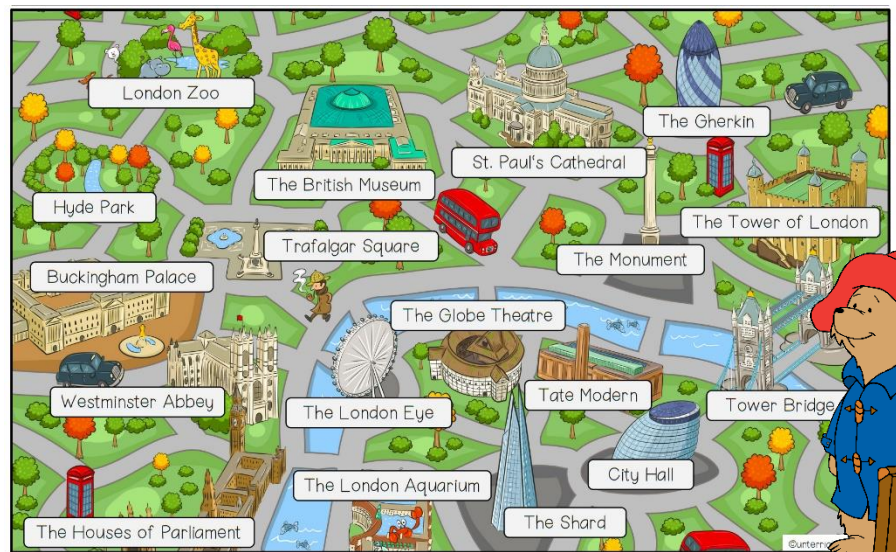 London Zoo
The Gherkin
The British Museum
St. Paul's Cathedral
Hyde Park
The Tower of London
Trafalgar Square
The Monument
Buckingham Palace
The Globe Theatre
Westminster Abbey
The London Eye
Tate Modern
Tower Bridge
The London Aquarium
City Hall
The Houses of Parliament
The Shard